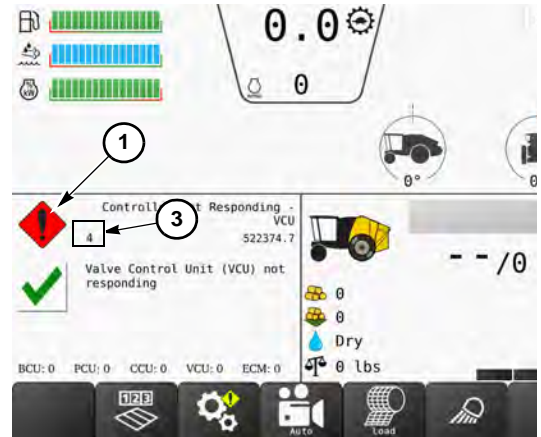 0.0
0
0°
0
1
3
Controll t Responding -
VCU
4
522374.7
Valve Control Unit (VCU) not
responding
--/0
0
0
Dry
0 lbs
BCU: 0 PCU: 0 CCU: 0 VCU: 0 ECM: 0
123
Auto
Load